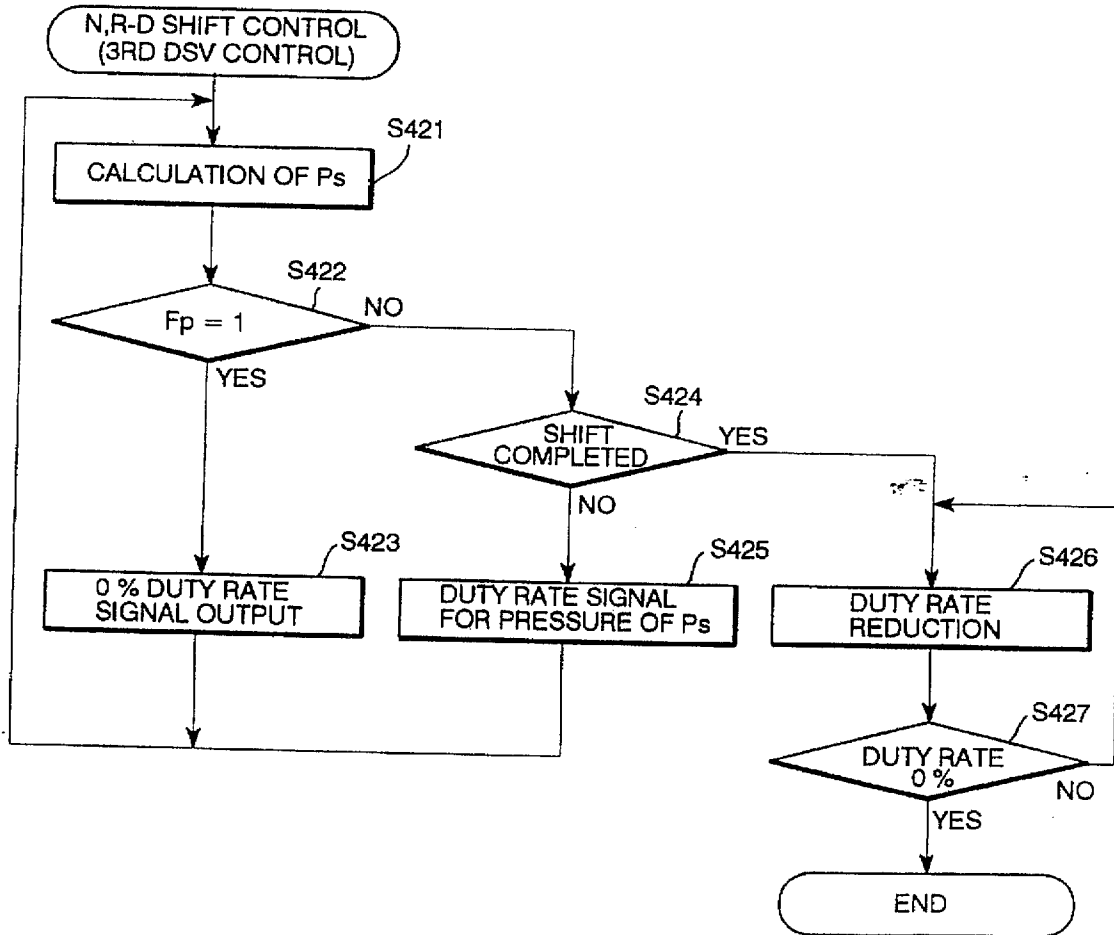 N,R-D SHIFT CONTROL
(3RD DSV CONTROL)
S421
CALCULATION OF Ps
S422
Fp = 1
NO
YES
S424
SHIFT
COMPLETED
YES
NO
S423
0 % DUTY RATE
SIGNAL OUTPUT
S425
DUTY RATE SIGNAL
FOR PRESSURE OF Ps
S426
DUTY RATE
REDUCTION
S427
DUTY RATE
0 %
NO
YES
END